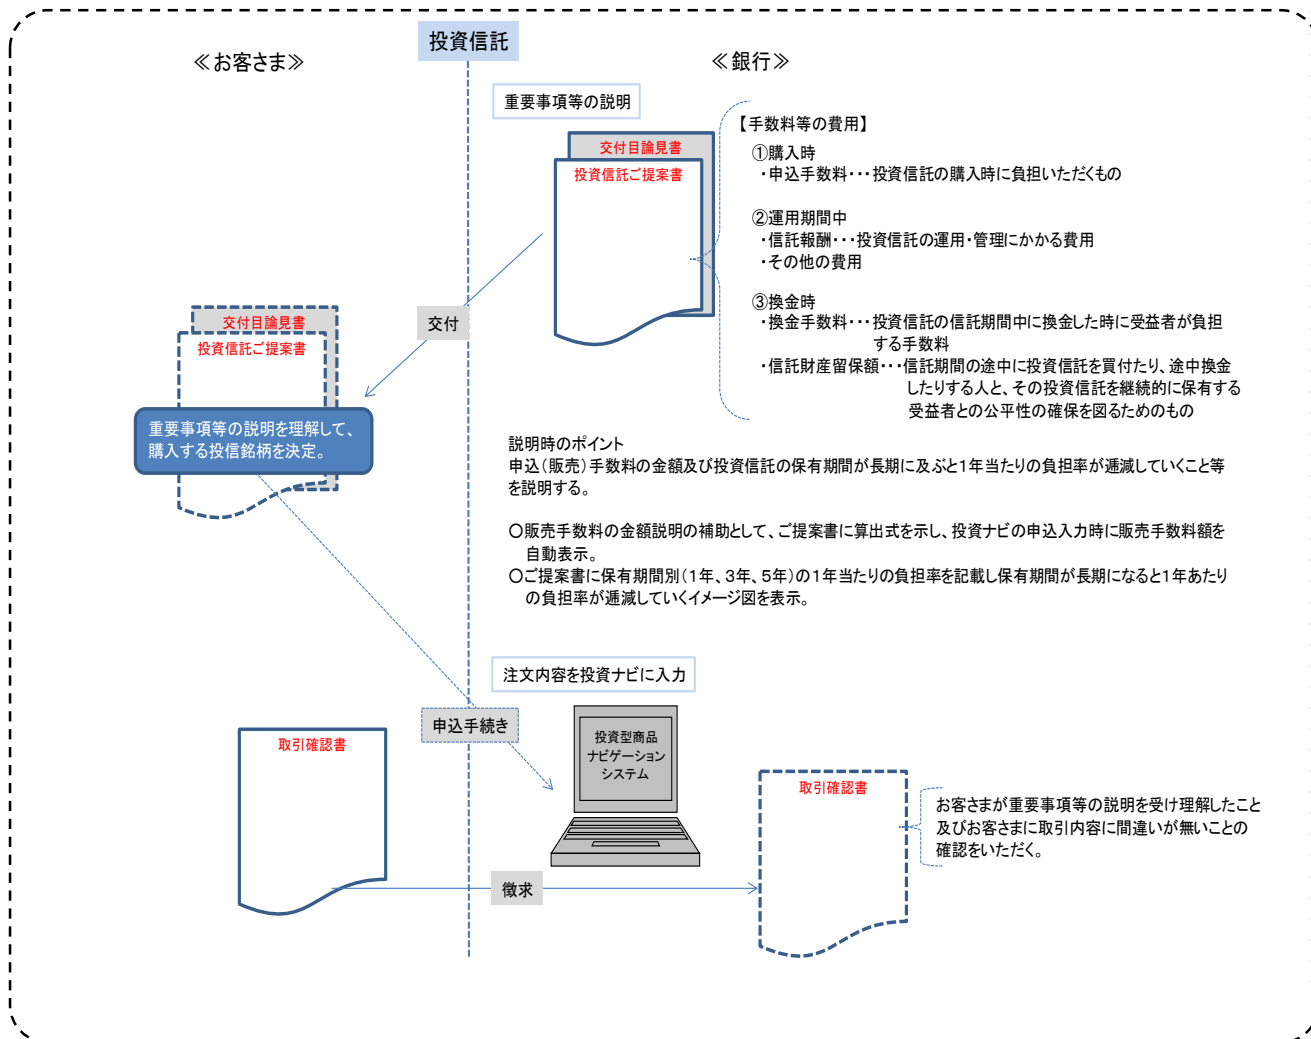 投資信託
≪お客さま≫
≪銀行≫
重要事項等の説明
交付目論見書
投資信託ご提案書
【手数料等の費用】
①購入時
・申込手数料・・・投資信託の購入時に負担いただくもの
②運用期間中
・信託報酬・・・投資信託の運用・管理にかかる費用
・その他の費用
③換金時
・換金手数料・・・投資信託の信託期間中に換金した時に受益者が負担
する手数料
・信託財産留保額・・・信託期間の途中に投資信託を買付たり、途中換金
したりする人と、その投資信託を継続的に保有する
受益者との公平性の確保を図るためのもの
交付
交付目論見書
投資信託ご提案書
重要事項等の説明を理解して、
購入する投信銘柄を決定。
説明時のポイント
申込（販売）手数料の金額及び投資信託の保有期間が長期に及ぶと1年当たりの負担率が逓減していくこと等
を説明する。
○販売手数料の金額説明の補助として、ご提案書に算出式を示し、投資ナビの申込入力時に販売手数料額を
自動表示。
○ご提案書に保有期間別（1年、3年、5年）の1年当たりの負担率を記載し保有期間が長期になると1年あたり
の負担率が逓減していくイメージ図を表示。
注文内容を投資ナビに入力
申込手続き
投資型商品
ナビゲーション
システム
取引確認書
取引確認書
お客さまが重要事項等の説明を受け理解したこと
及びお客さまに取引内容に間違いが無いことの
確認をいただく。
徴求